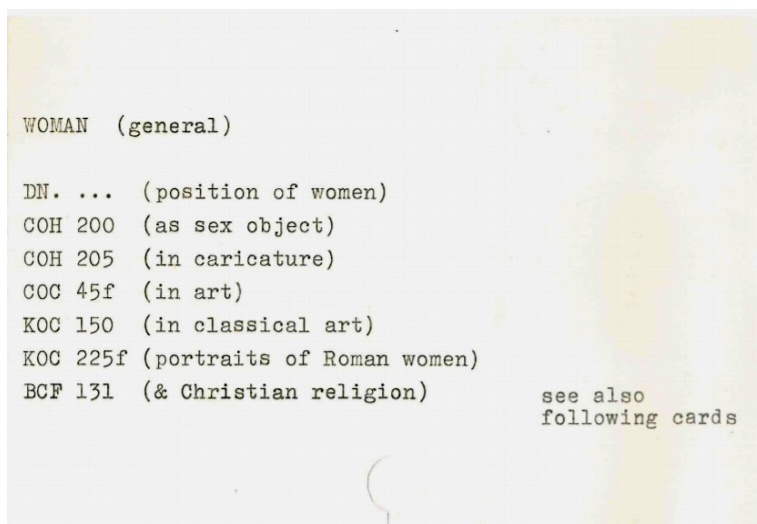 WOMAN (general)
DN. ... (position of women)
COH 200 (as sex object)
COH 205 (in caricature)
COC 45f (in art)
KOC 150 (in classical art)
KOC 225f (portraits of Roman women)
BCF 131 (& Christian religion)
see also
following cards